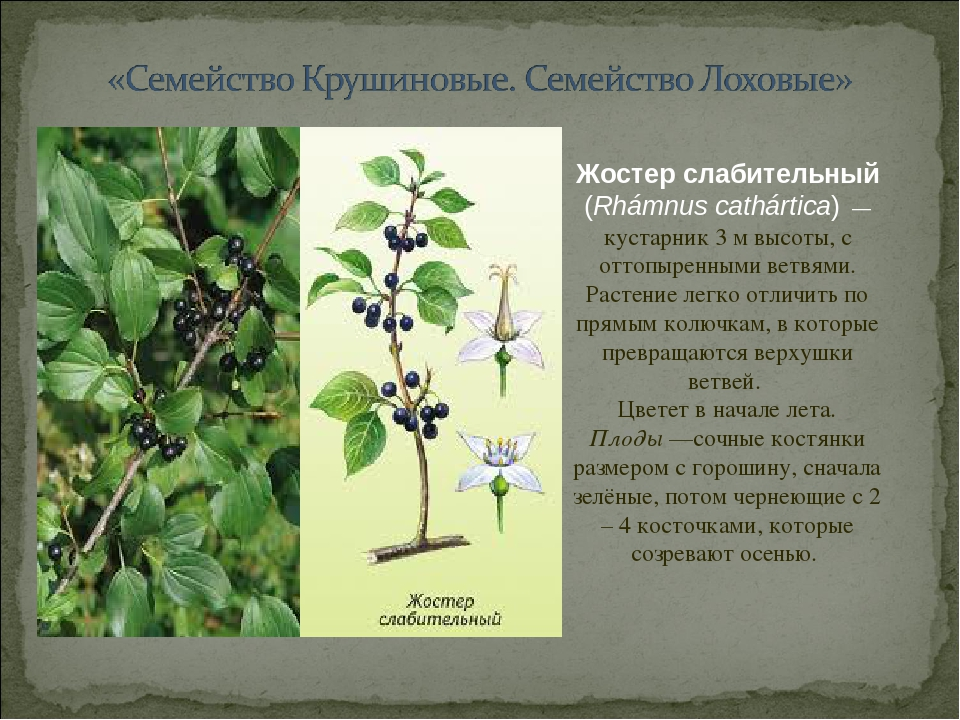 «Семейство Крушиновые. Семейство Лоховые»
Жостер слабительный
(Rhámnus cathártica) —
кустарник 3 м высоты, с
оттопыренными ветвями.
Растение легко отличить по
прямым колючкам, в которые
превращаются верхушки
ветвей.
Цветет в начале лета.
Плоды —сочные костянки
размером с горошину, сначала
зелёные, потом чернеющие с 2
– 4 косточками, которые
созревают осенью.
Жостер
слабительный